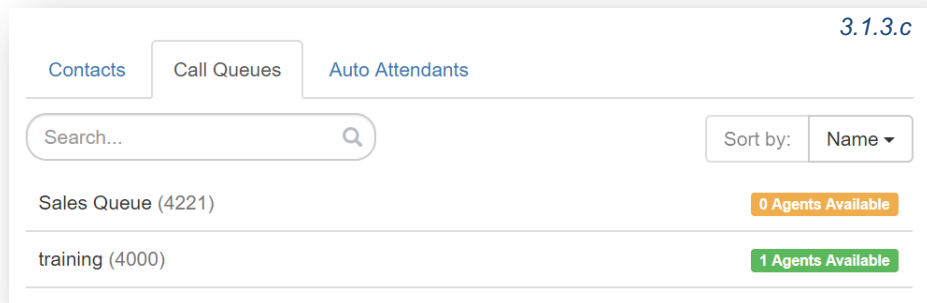 3.1.3.c
Contacts Call Queues Auto Attendants
Search... Sort by: Name
Sales Queue (4221) 0 Agents Available
training (4000) 1 Agents Available